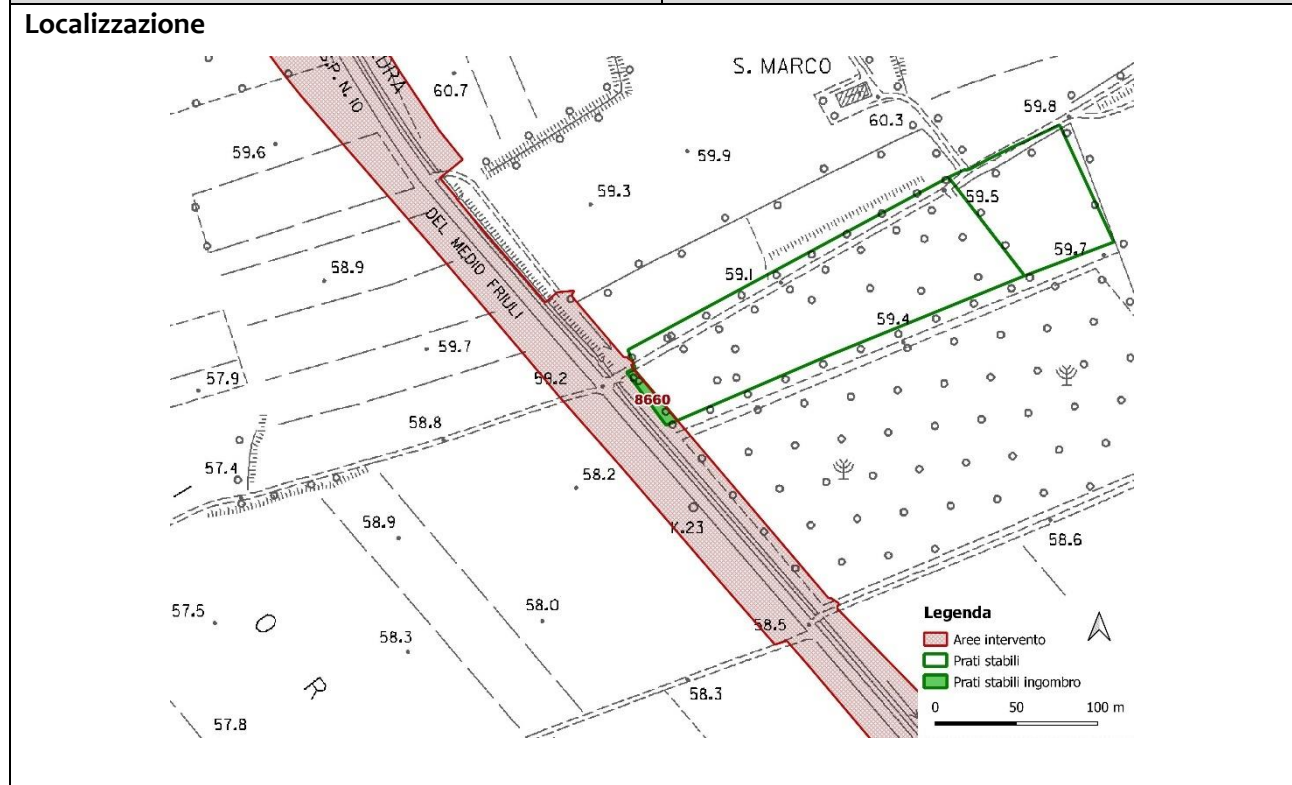 Localizzazione
S.P. N. 10
S. MARCO
60.7
59.8
60.3
59.6
59.9
59.3
59.5
DEL MEDIO FRIULI
59.7
58.9
59.1
59.4
59.7
57.9
59.2
8660
58.8
57.4
58.2
K.23
58.9
58.6
57.5
58.0
58.5
58.3
O
R
58.3
57.8
Legenda
Aree intervento
Prati stabili
Prati stabili ingombro
0 50 100 m